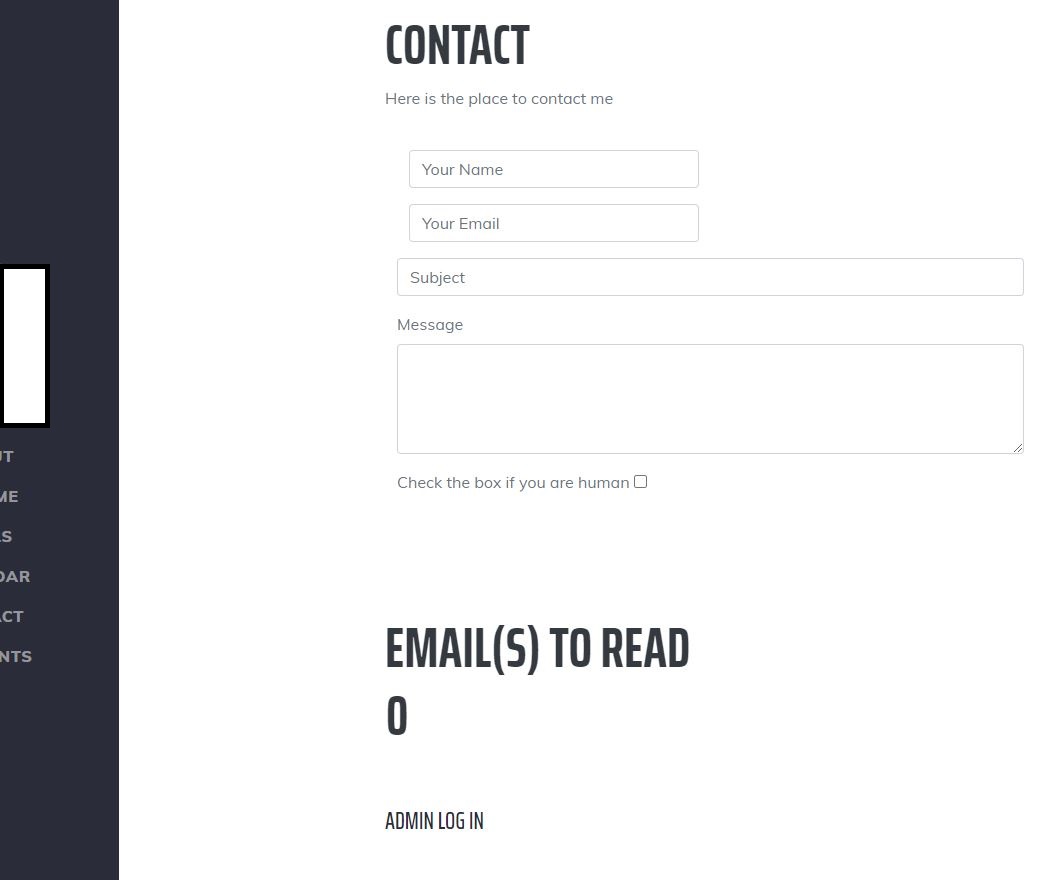 CONTACT
Here is the place to contact me
Your Name
Your Email
Subject
Message
Check the box if you are human
UT
ME
S
DAR
ACT
NTS
EMAIL(S) TO READ
0
ADMIN LOG IN